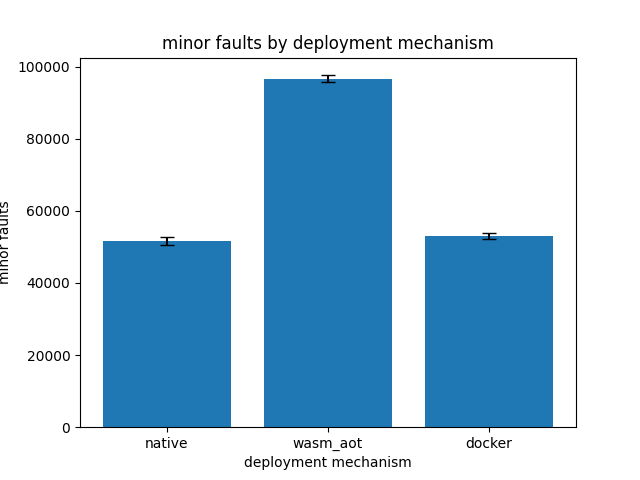 minor faults by deployment mechanism
100000
80000
60000
40000
20000
0
minor faults
native
wasm_aot
docker
deployment mechanism